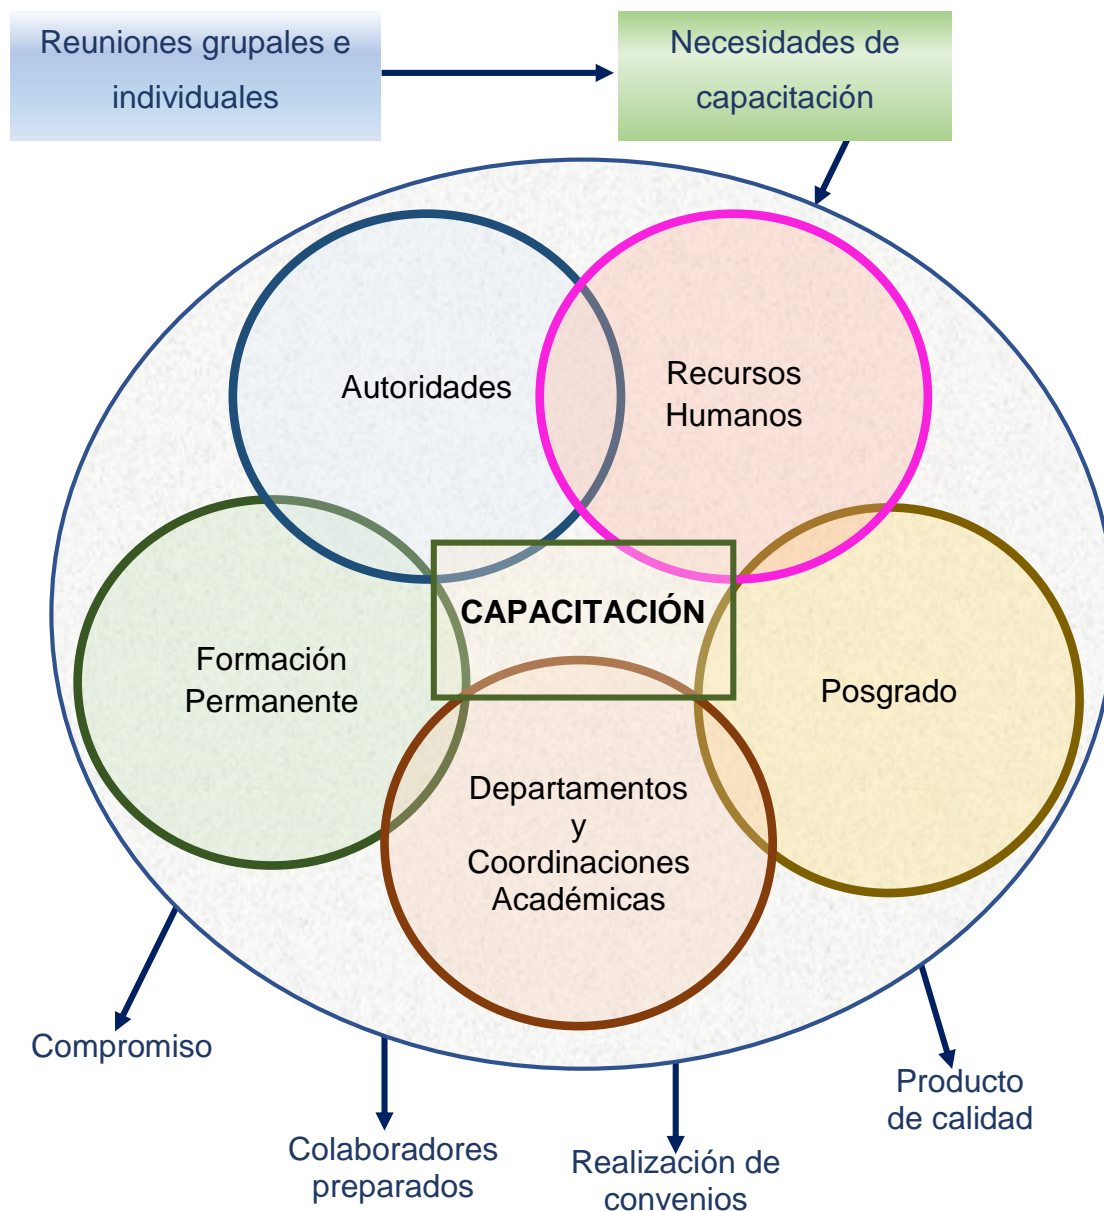 Reuniones grupales e
individuales
Necesidades de
capacitación
Autoridades
Recursos
Humanos
CAPACITACIÓN
Formación
Permanente
Posgrado
Departamentos
y
Coordinaciones
Académicas
Compromiso
Colaboradores
preparados
Realización de
convenios
Producto
de calidad